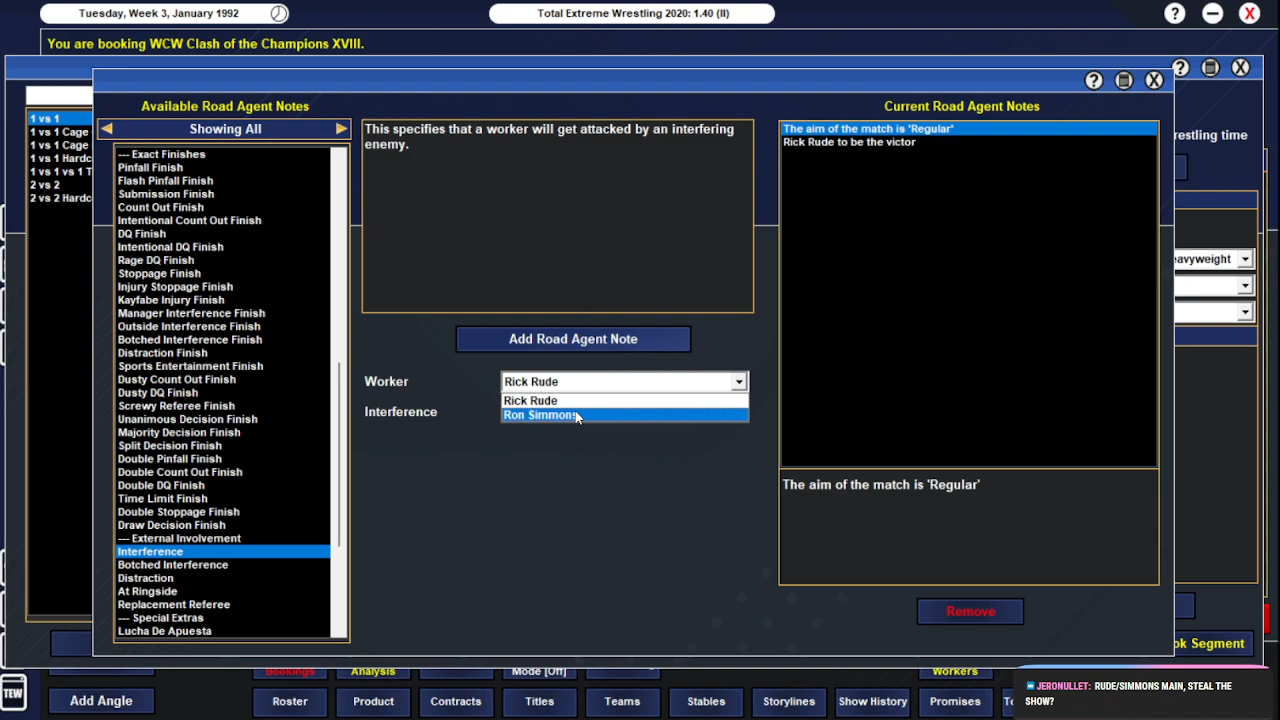 Tuesday, Week 3, January 1992
Total Extreme Wrestling 2020: 1.40 (II)
You are booking WCW Clash of the Champions XVIII.
Available Road Agent Notes
Showing All
--- Exact Finishes
Pinfall Finish
Flash Pinfall Finish
Submission Finish
Count Out Finish
Intentional Count Out Finish
DQ Finish
Intentional DQ Finish
Rage DQ Finish
Stoppage Finish
Injury Stoppage Finish
Kayfabe Injury Finish
Manager Interference Finish
Outside Interference Finish
Botched Interference Finish
Distraction Finish
Sports Entertainment Finish
Dusty Count Out Finish
Dusty DQ Finish
Screwy Referee Finish
Unanimous Decision Finish
Majority Decision Finish
Split Decision Finish
Double Pinfall Finish
Double Count Out Finish
Double DQ Finish
Time Limit Finish
Double Stoppage Finish
Draw Decision Finish
--- External Involvement
Interference
Botched Interference
Distraction
At Ringside
Replacement Referee
--- Special Extras
Lucha De Apuesta
1 vs 1
1 vs 1 Cage
1 vs 1 Cage
1 vs 1 Hardc
1 vs 1 vs 1 T
2 vs 2
2 vs 2 Hardc
This specifies that a worker will get attacked by an interfering
enemy.
Add Road Agent Note
Worker
Rick Rude
Rick Rude
Interference
Ron Simmons
Current Road Agent Notes
The aim of the match is 'Regular'
Rick Rude to be the victor
The aim of the match is 'Regular'
Remove
restling time
eavyweight
ok Segment
Bookings
Analysis
Mode [Off]
Workers
TEW
Add Angle
Roster
Product
Contracts
Titles
Teams
Stables
Storylines
Show History
Promises
JERONULLET: RUDE/SIMMONS MAIN, STEAL THE
SHOW?